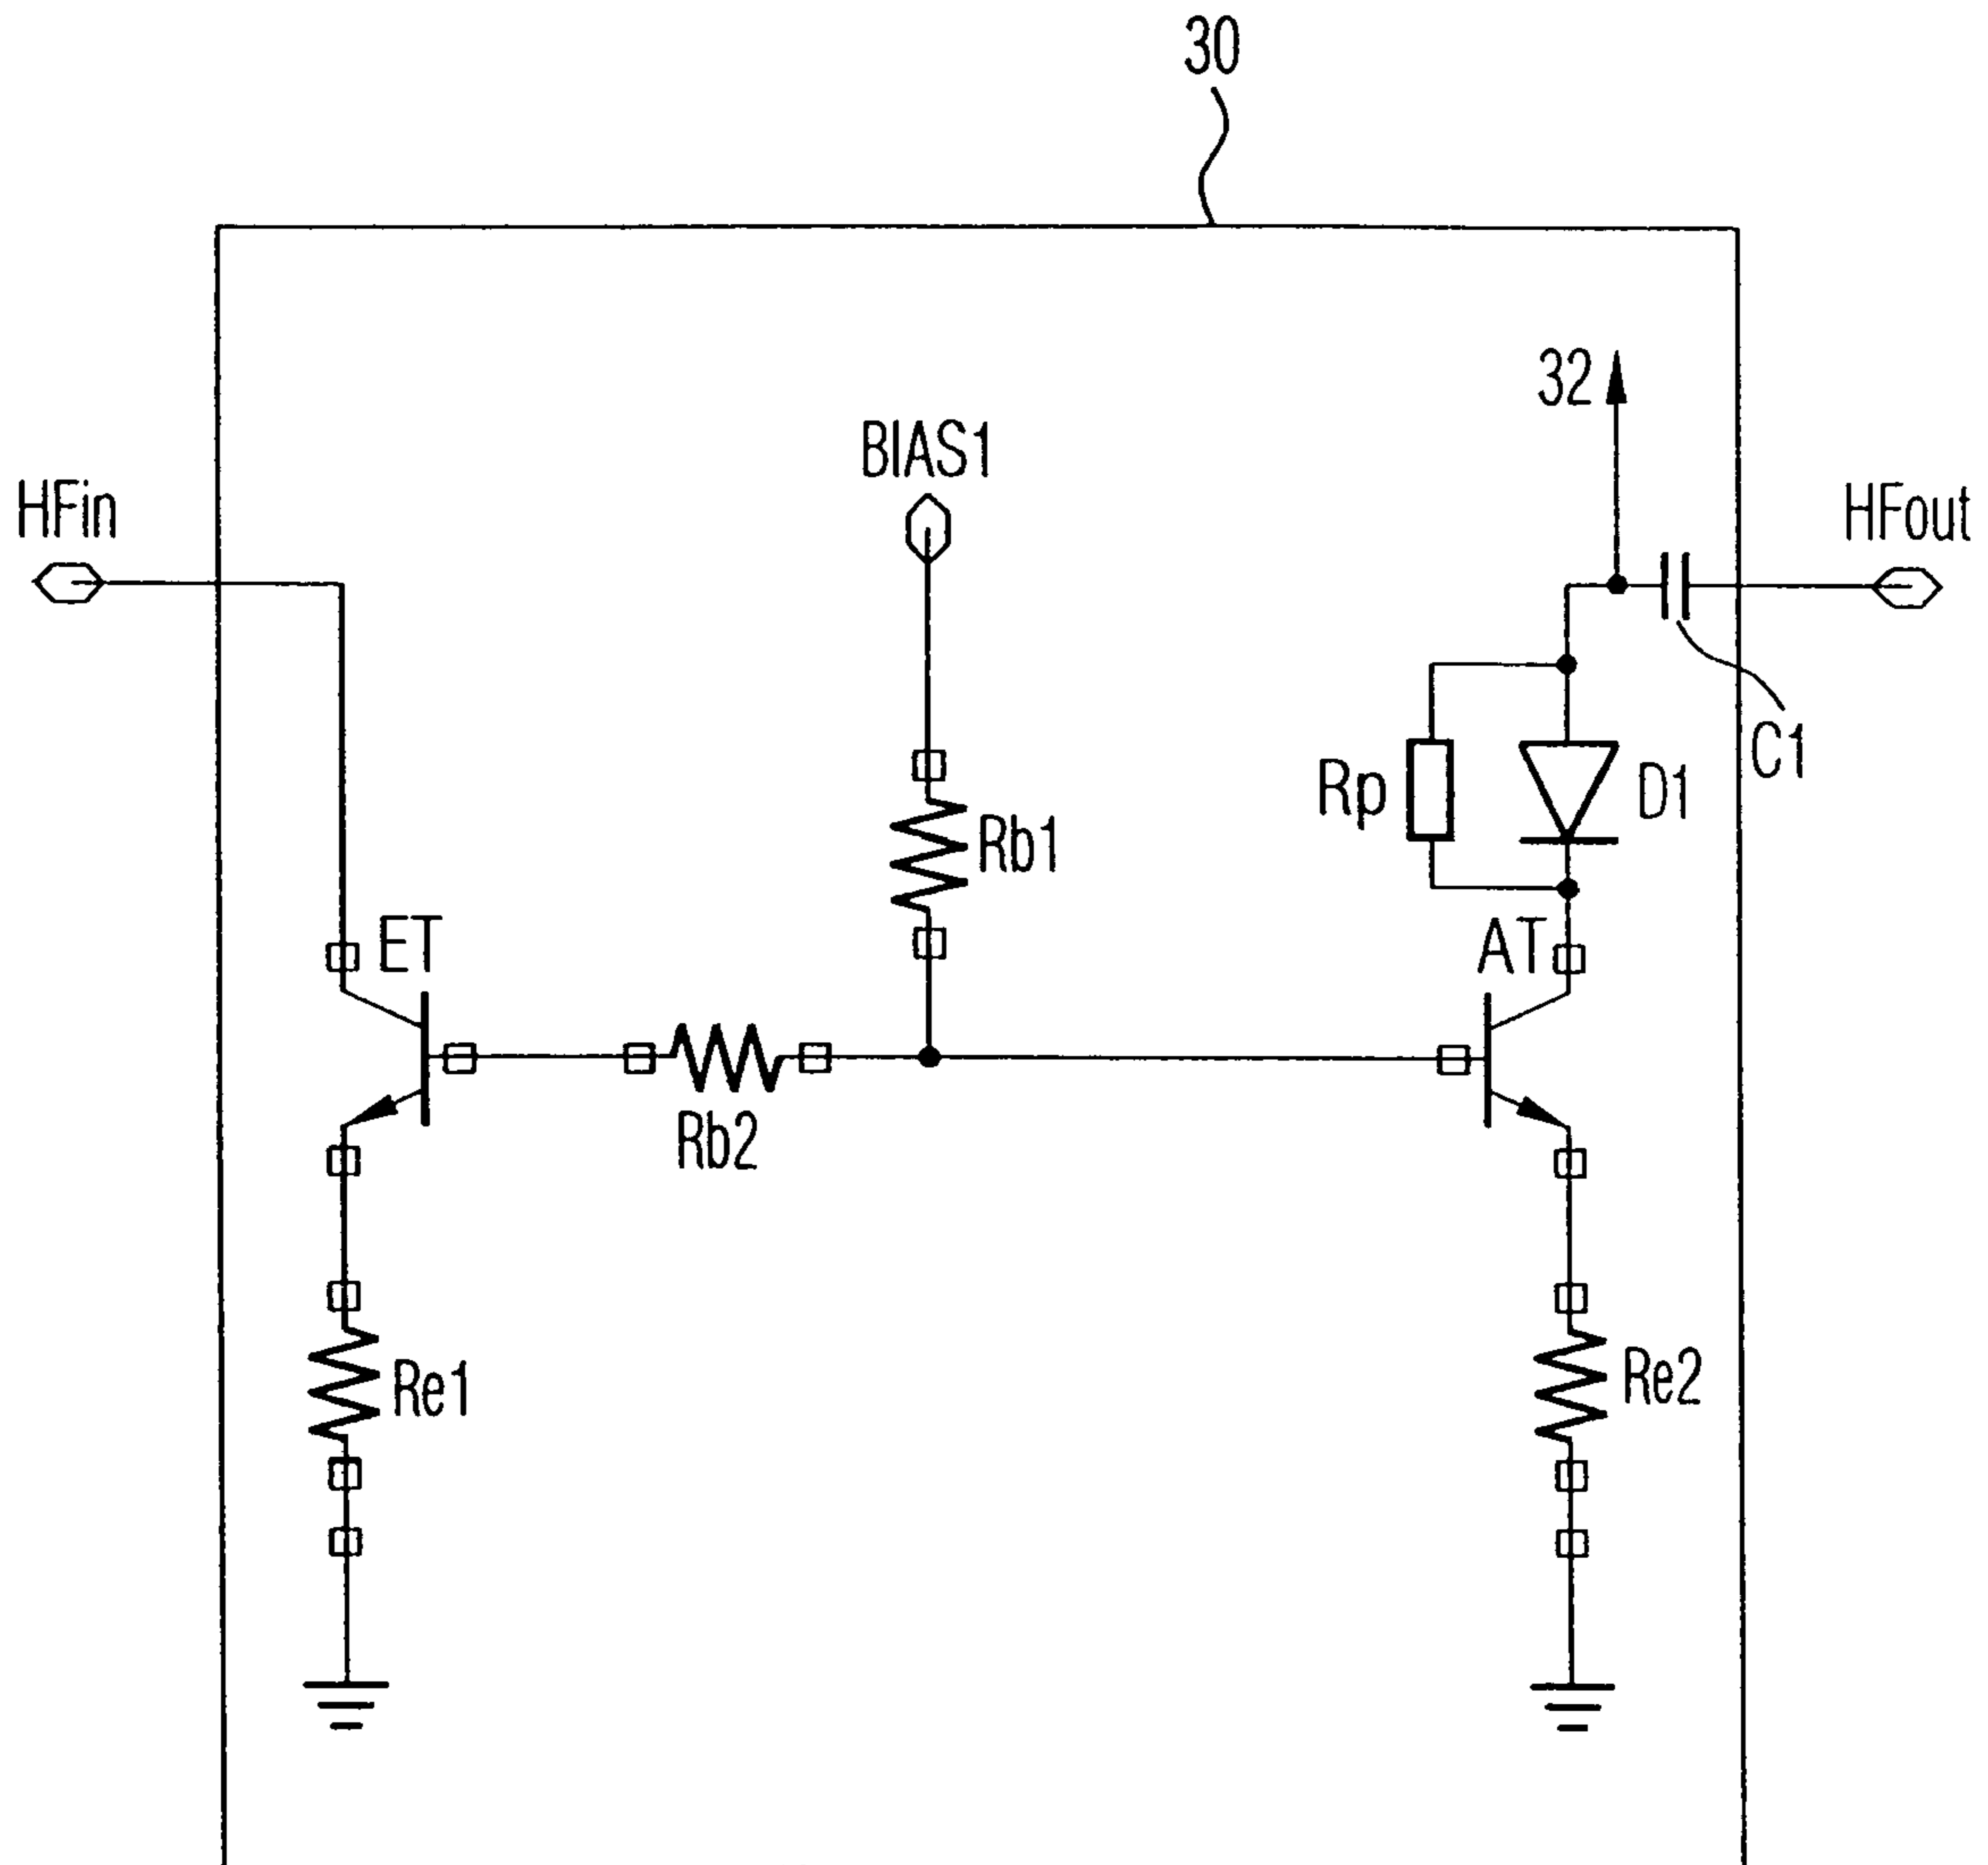 30
32
BIAS1
HFin
HFout
C1
Rp
D1
Rb1
ET
AT
Rb2
Re1
Re2